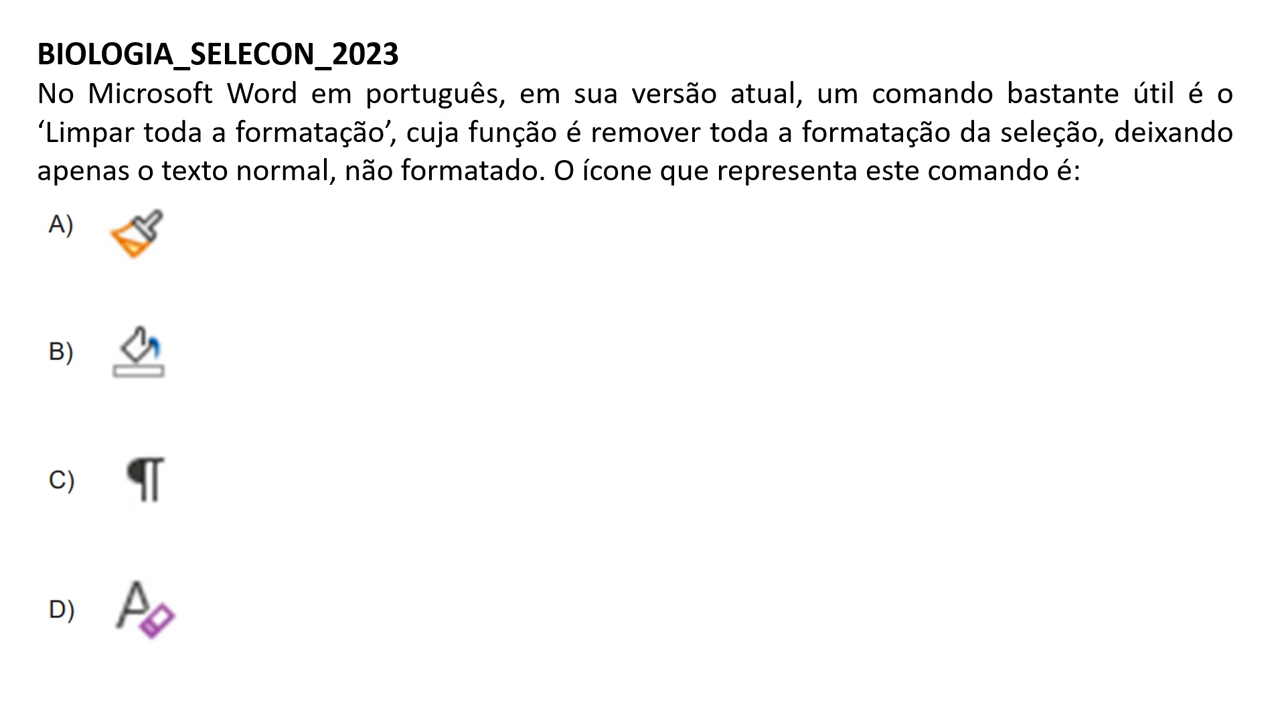 BIOLOGIA_SELECON_2023
No Microsoft Word em português, em sua versão atual, um comando bastante útil é o
‘Limpar toda a formatação’, cuja função é remover toda a formatação da seleção, deixando
apenas o texto normal, não formatado. O ícone que representa este comando é:
A)
B)
C) ¶
D) A